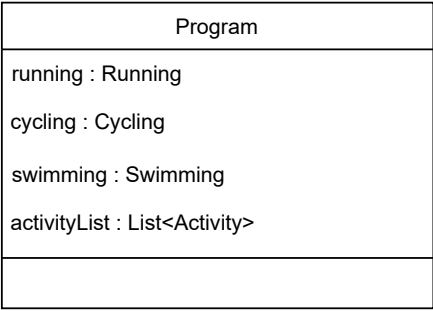 Program
running : Running
cycling : Cycling
swimming : Swimming
activityList : List<Activity>